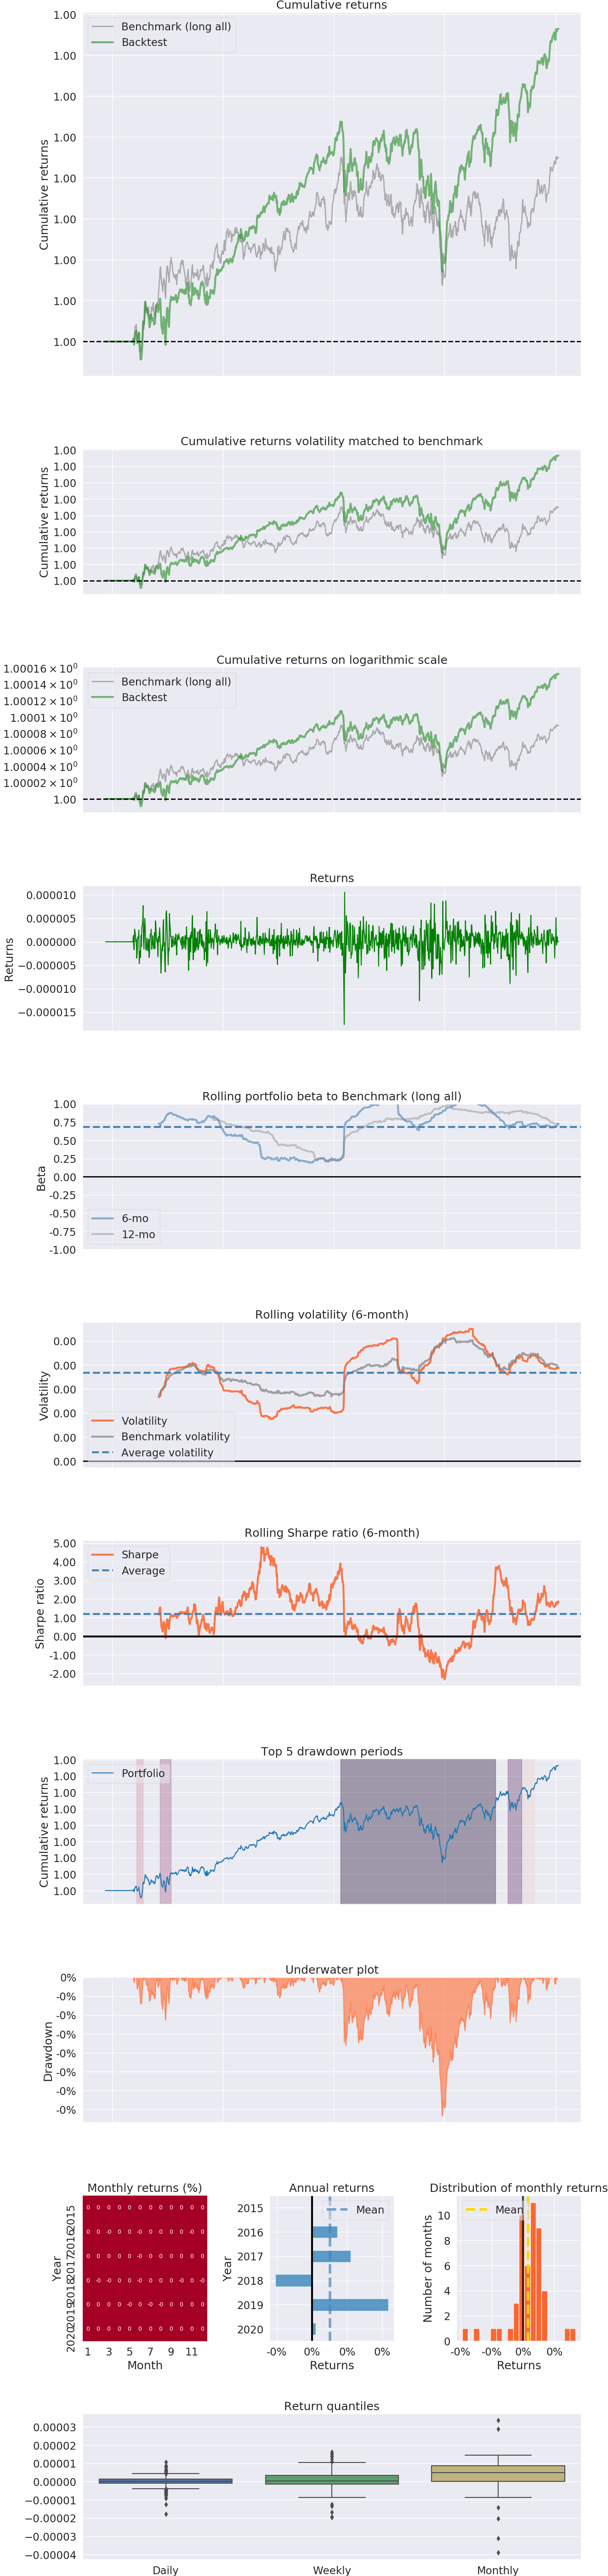 Cumulative returns
Benchmark (long all)
Backtest
Cumulative returns
1.00
1.00
1.00
1.00
1.00
1.00
1.00
1.00
1.00
Cumulative returns volatility matched to benchmark
Cumulative returns
1.00
1.00
1.00
1.00
1.00
1.00
1.00
1.00
1.00
Cumulative returns on logarithmic scale
Benchmark (long all)
Backtest
1.00016 × 10⁰
1.00014 × 10⁰
1.00012 × 10⁰
1.0001 × 10⁰
1.00008 × 10⁰
1.00006 × 10⁰
1.00004 × 10⁰
1.00002 × 10⁰
1.00
Returns
Returns
0.000010
0.000005
0.000000
−0.000005
−0.000010
−0.000015
Rolling portfolio beta to Benchmark (long all)
Beta
1.00
0.75
0.50
0.25
0.00
-0.25
-0.50
-0.75
-1.00
6-mo
12-mo
Rolling volatility (6-month)
Volatility
0.00
0.00
0.00
0.00
0.00
0.00
Volatility
Benchmark volatility
Average volatility
Rolling Sharpe ratio (6-month)
Sharpe
Average
Sharpe ratio
5.00
4.00
3.00
2.00
1.00
0.00
-1.00
-2.00
Top 5 drawdown periods
Portfolio
Cumulative returns
1.00
1.00
1.00
1.00
1.00
1.00
1.00
1.00
1.00
Underwater plot
Drawdown
0%
-0%
-0%
-0%
-0%
-0%
-0%
-0%
Monthly returns (%)
Year
2015
2016
2017
2018
2019
2020
1 3 5 7 9 11
Month
Annual returns
Mean
Year
2015
2016
2017
2018
2019
2020
-0% 0% 0% 0%
Returns
Distribution of monthly returns
Mean
Number of months
10
8
6
4
2
0
-0% -0% 0% 0%
Returns
Return quantiles
0.00003
0.00002
0.00001
0.00000
−0.00001
−0.00002
−0.00003
−0.00004
Daily Weekly Monthly